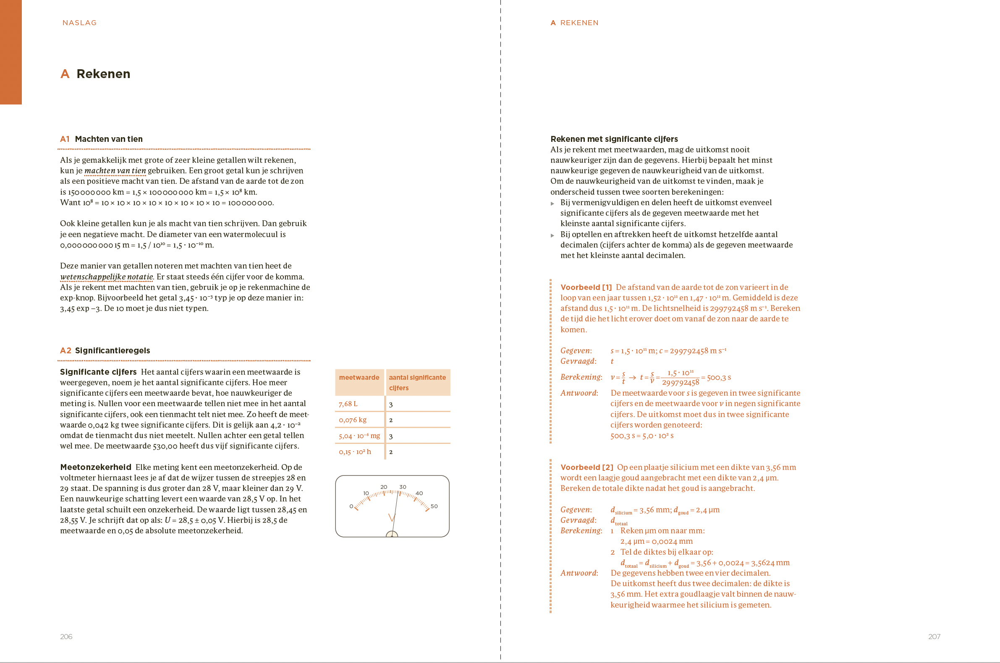 NASLAG
A Rekenen
A1 Machten van tien
Als je gemakkelijk met grote of zeer kleine getallen wilt rekenen,
kun je machten van tien gebruiken. Een groot getal kun je schrijven
als een positieve macht van tien. De afstand van de aarde tot de zon
is 150 000 000 km = 1,5 × 100 000 000 km = 1,5 × 10⁸ km.
Want 10⁸ = 10 × 10 × 10 × 10 × 10 × 10 × 10 × 10 = 100 000 000.
Ook kleine getallen kun je als macht van tien schrijven. Dan gebruik
je een negatieve macht. De diameter van een watermolecuul is
0,000 000 000 15 m = 1,5 / 10¹⁰ = 1,5 · 10⁻¹⁰ m.
Deze manier van getallen noteren met machten van tien heet de
wetenschappelijke notatie. Er staat steeds één cijfer voor de komma.
Als je rekent met machten van tien, gebruik je op je rekenmachine de
exp-knop. Bijvoorbeeld het getal 3,45 · 10⁻³ typ je op deze manier in:
3,45 exp –3. De 10 moet je dus niet typen.
A2 Significantieregels
Significante cijfers Het aantal cijfers waarin een meetwaarde is
weergegeven, noem je het aantal significante cijfers. Hoe meer
significante cijfers een meetwaarde bevat, hoe nauwkeuriger de
meting is. Nullen voor een meetwaarde tellen niet mee in het aantal
significante cijfers, ook een tienmacht telt niet mee. Zo heeft de meet-
waarde 0,042 kg twee significante cijfers. Dit is gelijk aan 4,2 · 10⁻²
omdat de tienmacht dus niet meetelt. Nullen achter een getal tellen
wel mee. De meetwaarde 530,00 heeft dus vijf significante cijfers.
Meetonzekerheid Elke meting kent een meetonzekerheid. Op de
voltmeter hiernaast lees je af dat de wijzer tussen de streepjes 28 en
29 staat. De spanning is dus groter dan 28 V, maar kleiner dan 29 V.
Een nauwkeurige schatting levert een waarde van 28,5 V op. In het
laatste getal schuilt een onzekerheid. De waarde ligt tussen 28,45 en
28,55 V. Je schrijft dat op als: U = 28,5 ± 0,05 V. Hierbij is 28,5 de
meetwaarde en 0,05 de absolute meetonzekerheid.
meetwaarde aantal significante
cijfers
7,68 L 3
0,076 kg 2
5,04 · 10⁻⁶ mg 3
0,15 · 10² h 2
0 10 20 30 40 50
V
206
A REKENEN
Rekenen met significante cijfers
Als je rekent met meetwaarden, mag de uitkomst nooit
nauwkeuriger zijn dan de gegevens. Hierbij bepaalt het minst
nauwkeurige gegeven de nauwkeurigheid van de uitkomst.
Om de nauwkeurigheid van de uitkomst te vinden, maak je
onderscheid tussen twee soorten berekeningen:
▶ Bij vermenigvuldigen en delen heeft de uitkomst evenveel
significante cijfers als de gegeven meetwaarde met het
kleinste aantal significante cijfers.
▶ Bij optellen en aftrekken heeft de uitkomst hetzelfde aantal
decimalen (cijfers achter de komma) als de gegeven meetwaarde
met het kleinste aantal decimalen.
Voorbeeld [1] De afstand van de aarde tot de zon varieert in de
loop van een jaar tussen 1,52 · 10¹¹ en 1,47 · 10¹¹ m. Gemiddeld is deze
afstand dus 1,5 · 10¹¹ m. De lichtsnelheid is 299792458 m s⁻¹. Bereken
de tijd die het licht erover doet om vanaf de zon naar de aarde te
komen.
Gegeven: s = 1,5 · 10¹¹ m; c = 299792458 m s⁻¹
Gevraagd: t
Berekening: v = s/t → t = s/v = 1,5 · 10¹¹/299792458 = 500,3 s
Antwoord: De meetwaarde voor s is gegeven in twee significante
cijfers en de meetwaarde voor v in negen significante
cijfers. De uitkomst moet dus in twee significante
cijfers worden genoteerd:
500,3 s = 5,0 · 10² s
Voorbeeld [2] Op een plaatje silicium met een dikte van 3,56 mm
wordt een laagje goud aangebracht met een dikte van 2,4 μm.
Bereken de totale dikte nadat het goud is aangebracht.
Gegeven: d silicium = 3,56 mm; d goud = 2,4 μm
Gevraagd: d totaal
Berekening: 1 Reken μm om naar mm:
2,4 μm = 0,0024 mm
2 Tel de diktes bij elkaar op:
d totaal = d silicium + d goud = 3,56 + 0,0024 = 3,5624 mm
Antwoord: De gegevens hebben twee en vier decimalen.
De uitkomst heeft dus twee decimalen: de dikte is
3,56 mm. Het extra goudlaagje valt binnen de nauw-
keurigheid waarmee het silicium is gemeten.
207